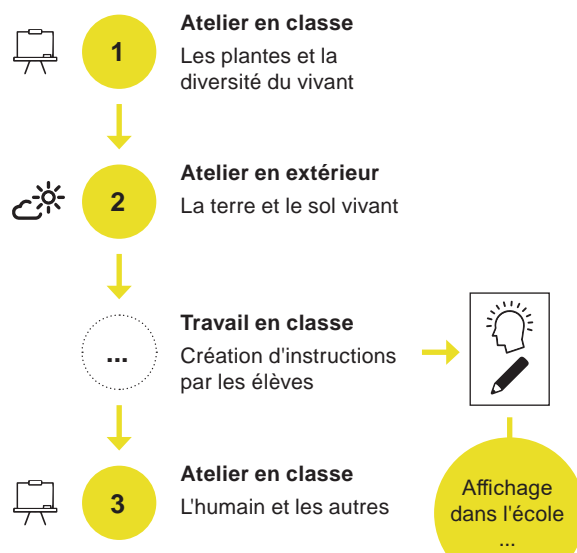 1
Atelier en classe
Les plantes et la
diversité du vivant
2
Atelier en extérieur
La terre et le sol vivant
...
Travail en classe
Création d'instructions
par les élèves
3
Atelier en classe
L'humain et les autres
Affichage
dans l'école
...